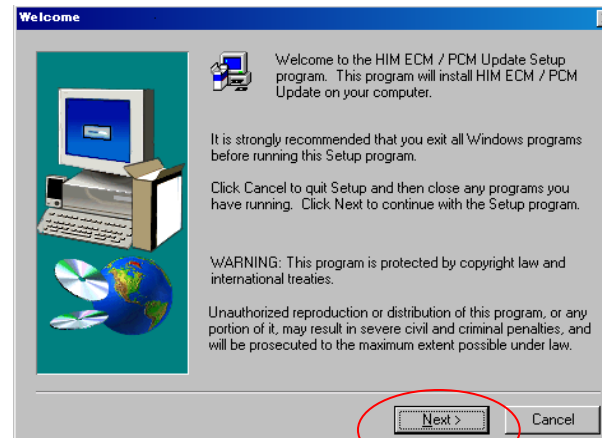 Welcome
Welcome to the HIM ECM / PCM Update Setup
program. This program will install HIM ECM / PCM
Update on your computer.
It is strongly recommended that you exit all Windows programs
before running this Setup program.
Click Cancel to quit Setup and then close any programs you
have running. Click Next to continue with the Setup program.
WARNING: This program is protected by copyright law and
international treaties.
Unauthorized reproduction or distribution of this program, or any
portion of it, may result in severe civil and criminal penalties, and
will be prosecuted to the maximum extent possible under law.
Next >
Cancel